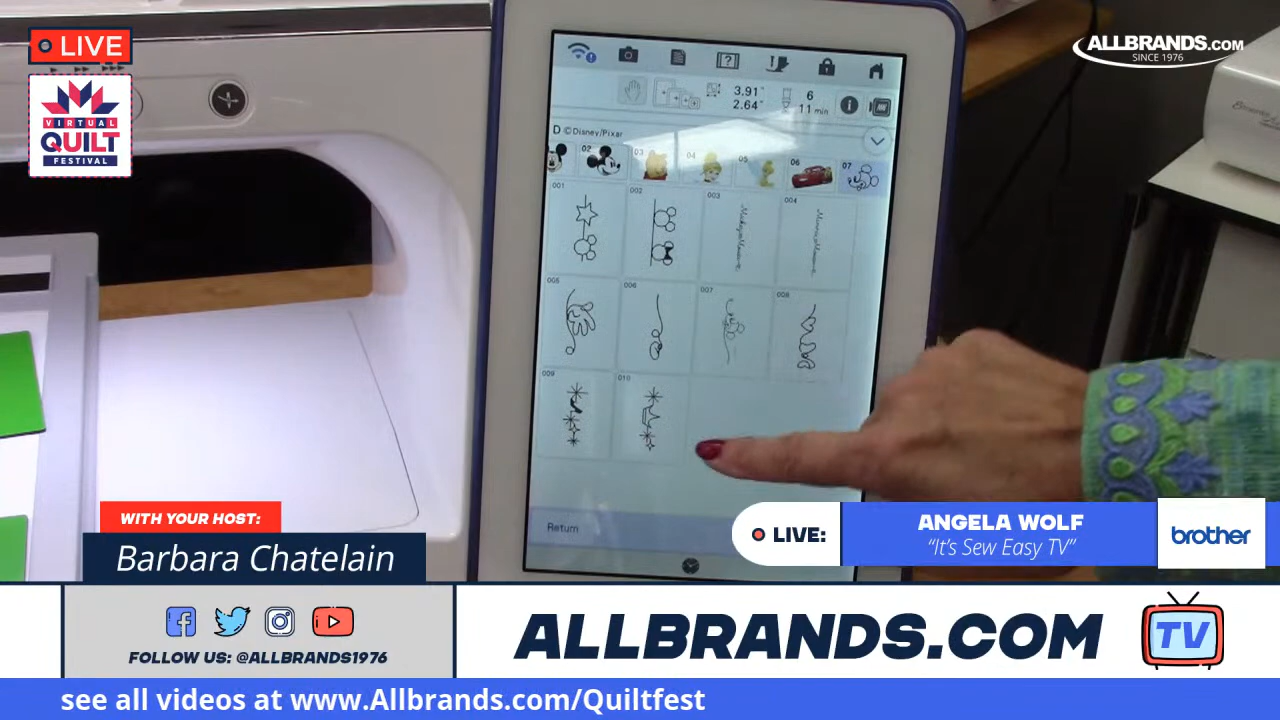 LIVE
VIRTUAL
QUILT
FESTIVAL
ALLBRANDS.COM
SINCE 1976
3.91"
2.64"
6
11 min
D ©Disney/Pixar
02 03 04 05 06 07
001 002 003 004
005 006 007 008
009 010
Return
WITH YOUR HOST:
Barbara Chatelain
LIVE:
ANGELA WOLF
"It's Sew Easy TV"
brother
FOLLOW US: @ALLBRANDS1976
ALLBRANDS.COM
TV
see all videos at www.Allbrands.com/Quiltfest